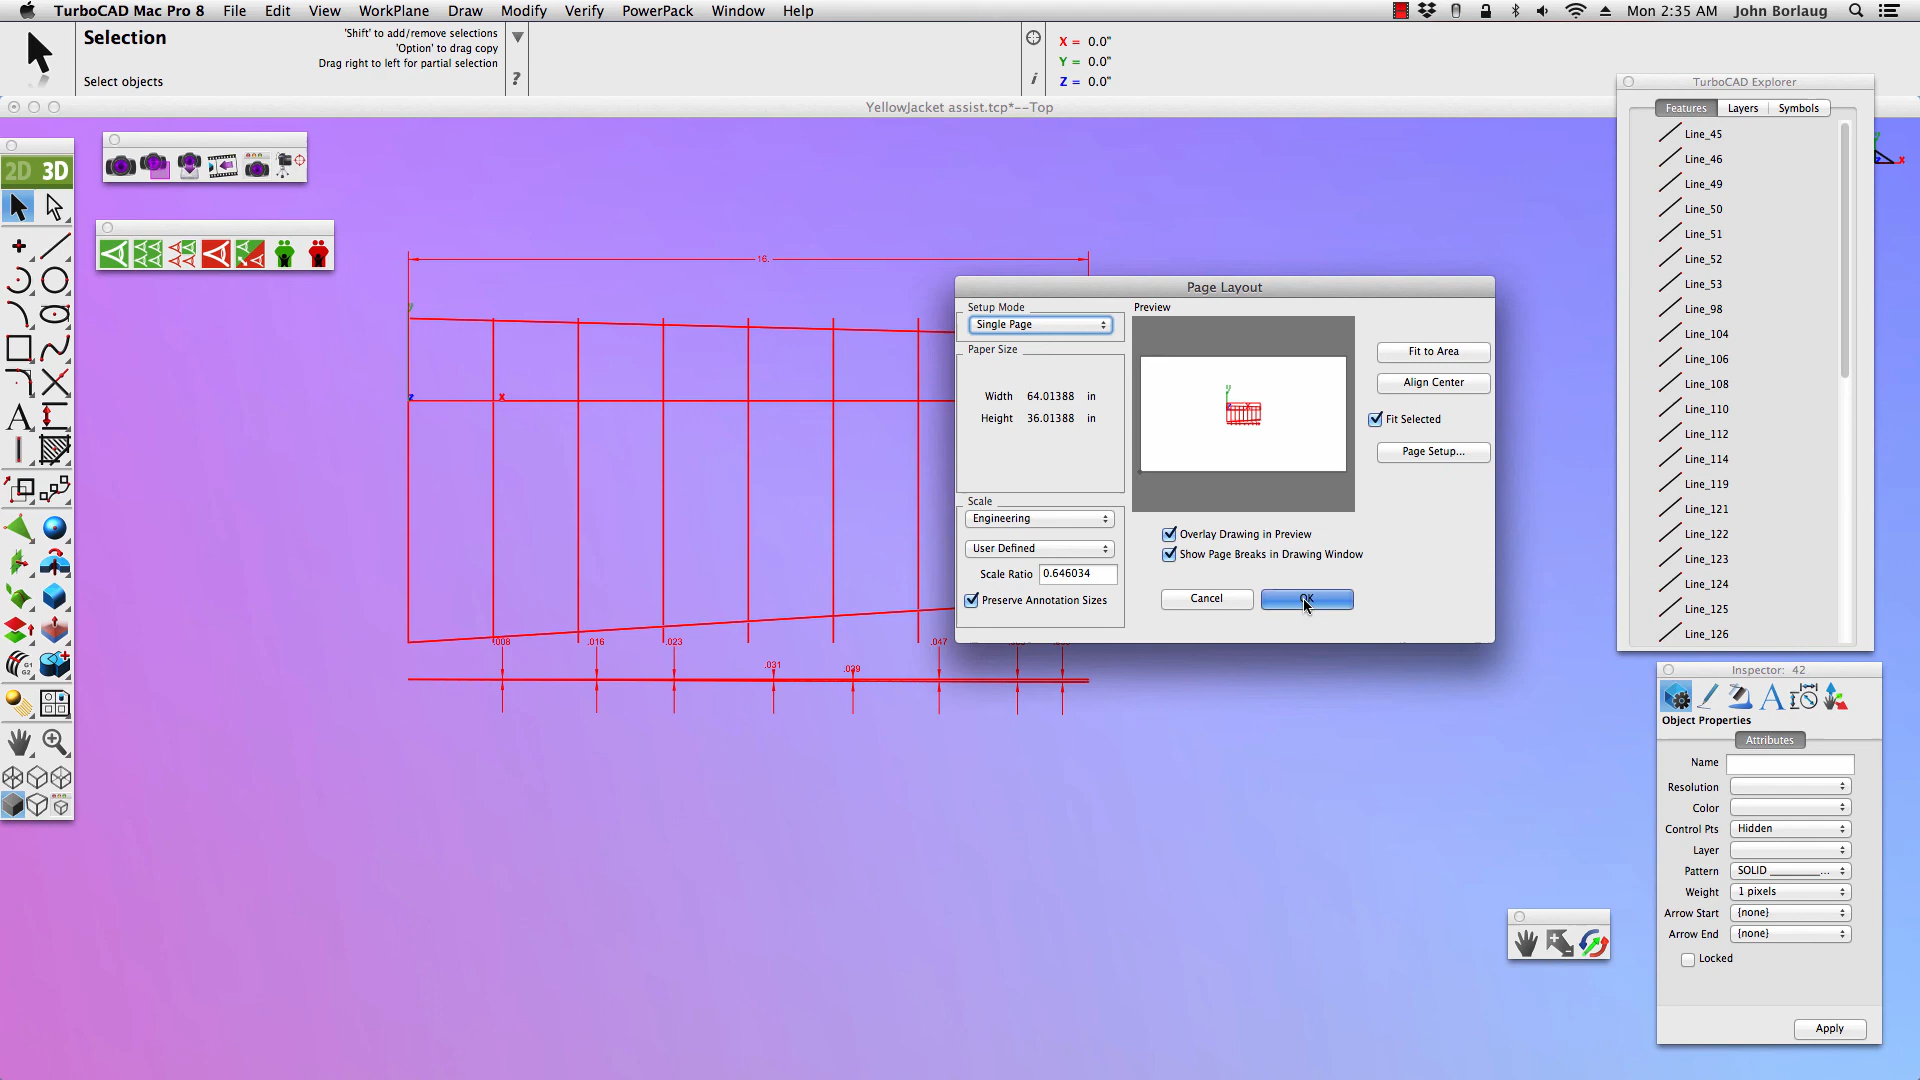 TurboCAD Mac Pro 8 File Edit View WorkPlane Draw Modify Verify PowerPack Window Help Mon 2:35 AM John Borlaug
Selection
'Shift' to add/remove selections
'Option' to drag copy
Drag right to left for partial selection
Select objects
?
i
X = 0.0"
Y = 0.0"
Z = 0.0"
YellowJacket assist.tcp*--Top
2D 3D
A
G1
G2
16.
y
z
x
.008
.016
.023
.031
.039
.047
Page Layout
Setup Mode
Single Page
Paper Size
Width 64.01388 in
Height 36.01388 in
Scale
Engineering
User Defined
Scale Ratio 0.646034
Preserve Annotation Sizes
Preview
Overlay Drawing in Preview
Show Page Breaks in Drawing Window
Fit to Area
Align Center
Fit Selected
Page Setup...
Cancel
OK
TurboCAD Explorer
Features Layers Symbols
Line_45
Line_46
Line_49
Line_50
Line_51
Line_52
Line_53
Line_98
Line_104
Line_106
Line_108
Line_110
Line_112
Line_114
Line_119
Line_121
Line_122
Line_123
Line_124
Line_125
Line_126
y
z
x
Inspector: 42
Object Properties
Attributes
Name
Resolution
Color
Control Pts Hidden
Layer
Pattern SOLID ________...
Weight 1 pixels
Arrow Start {none}
Arrow End {none}
Locked
Apply